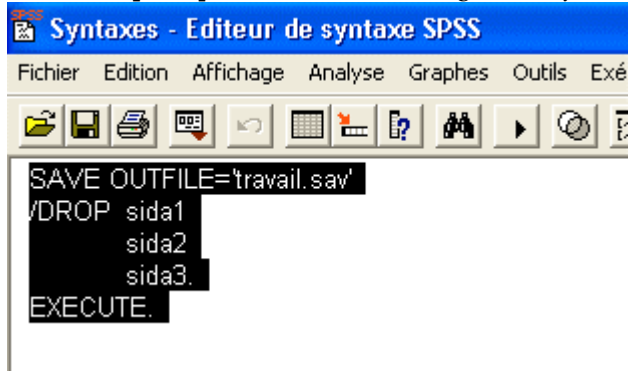 SPSS
Syntaxes - Editeur de syntaxe SPSS
Fichier Edition Affichage Analyse Graphes Outils Exé
SAVE OUTFILE='travail.sav'
/DROP sida1
sida2
sida3.
EXECUTE.